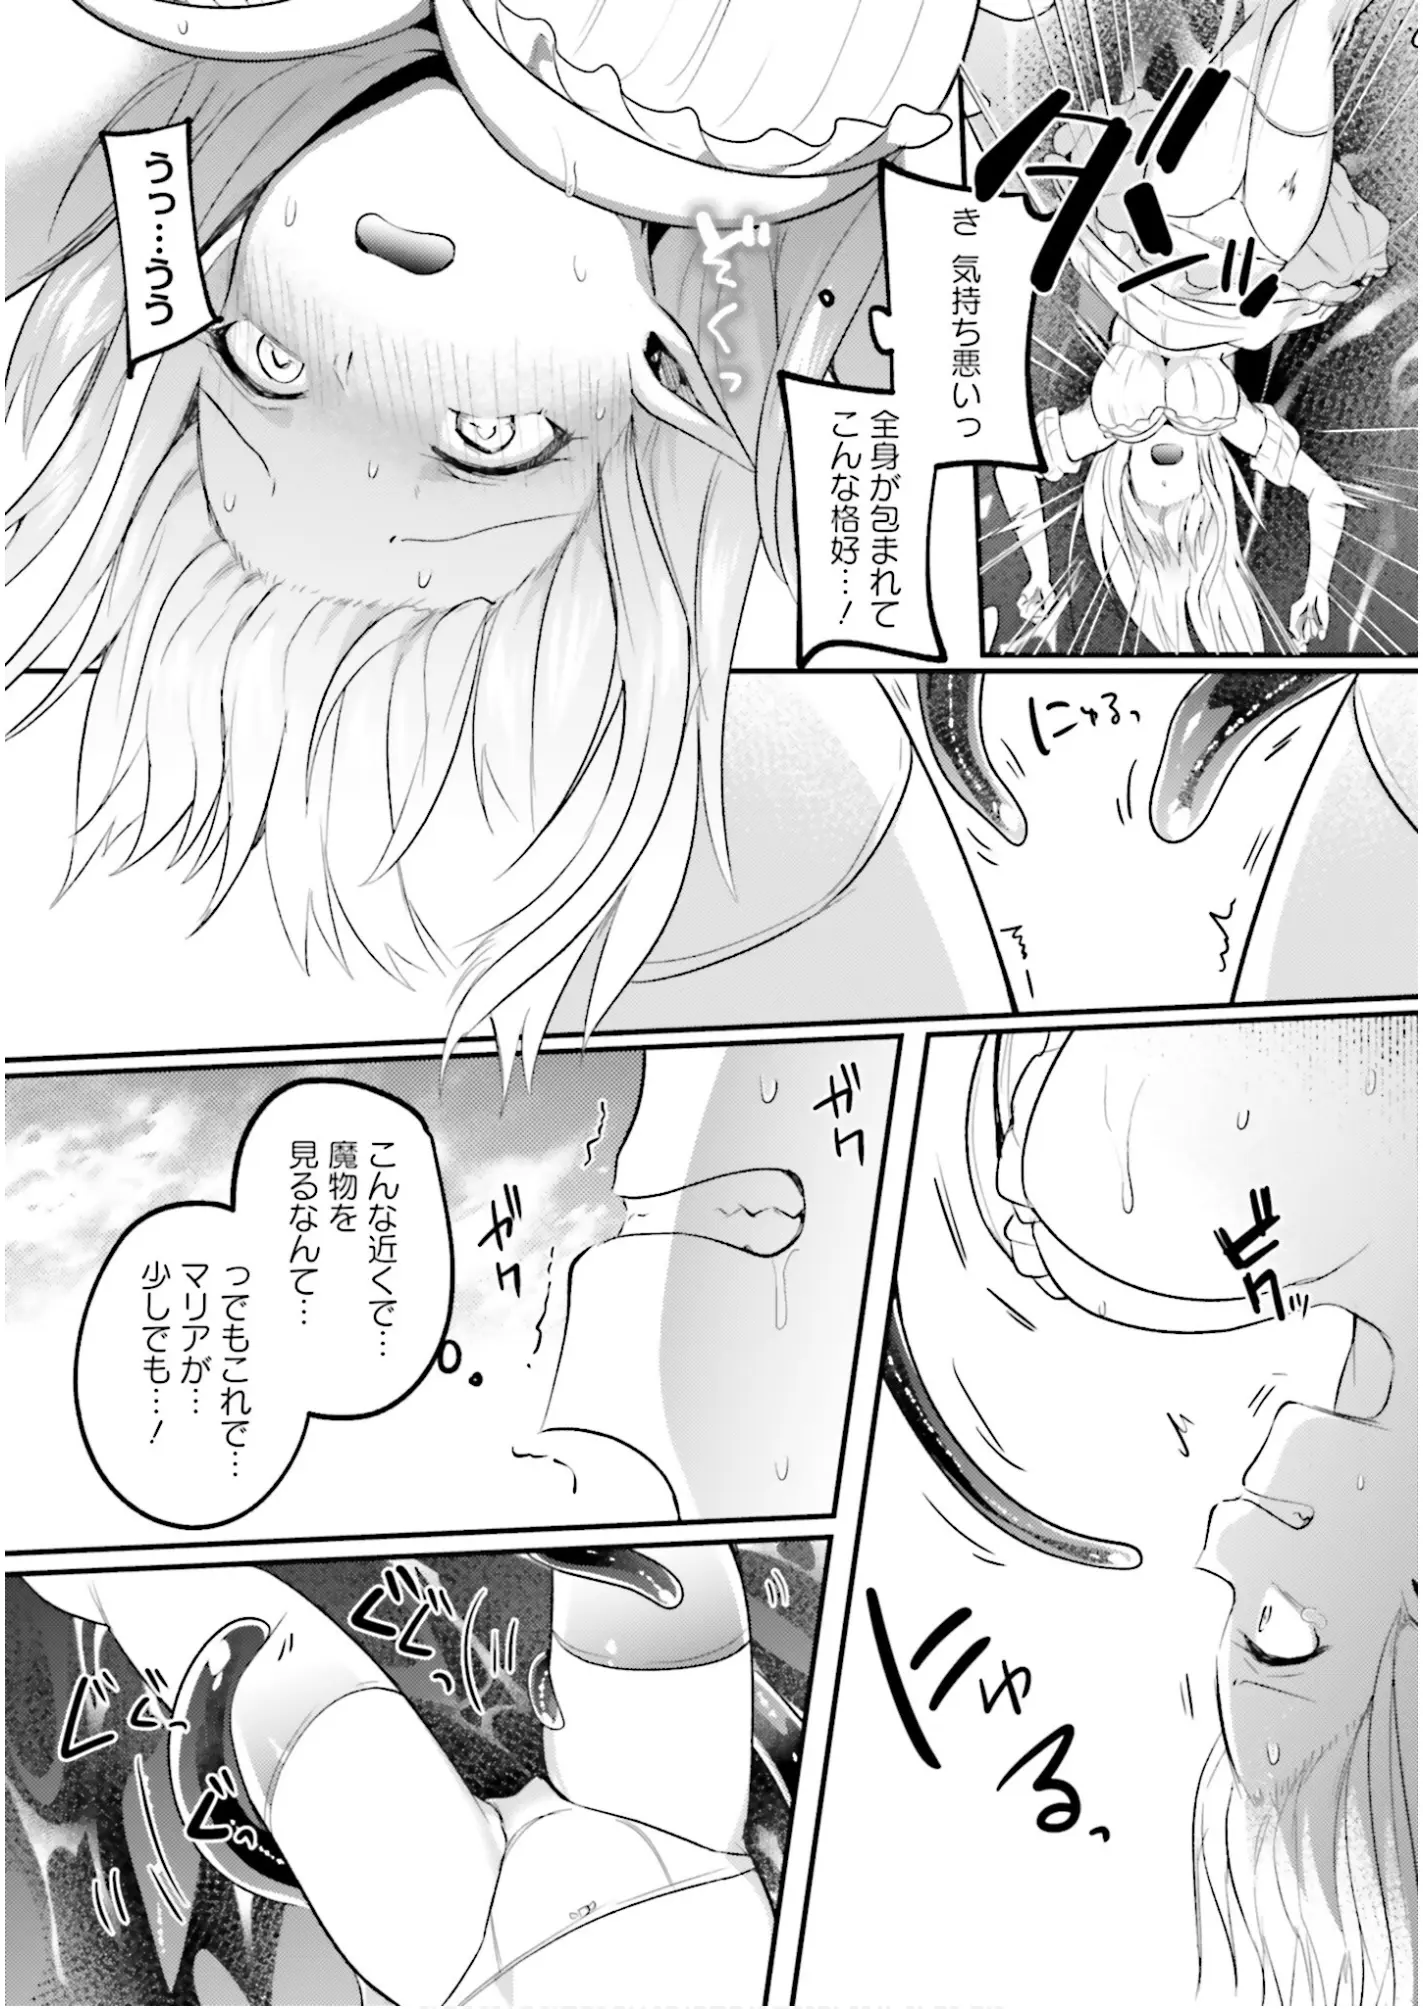 ダンッ
き 気持ち悪いっ
全身が包まれて
こんな格好…！
ぞくっ
うっ…うう
にゅるっ
ビクッ
ニュるっ
ガク
ガク
こんな近くで…
魔物を
見るなんて…
っでもこれで…
マリアが…
少しでも…！
ぐぐっ
ぐぐっ
ぐっ